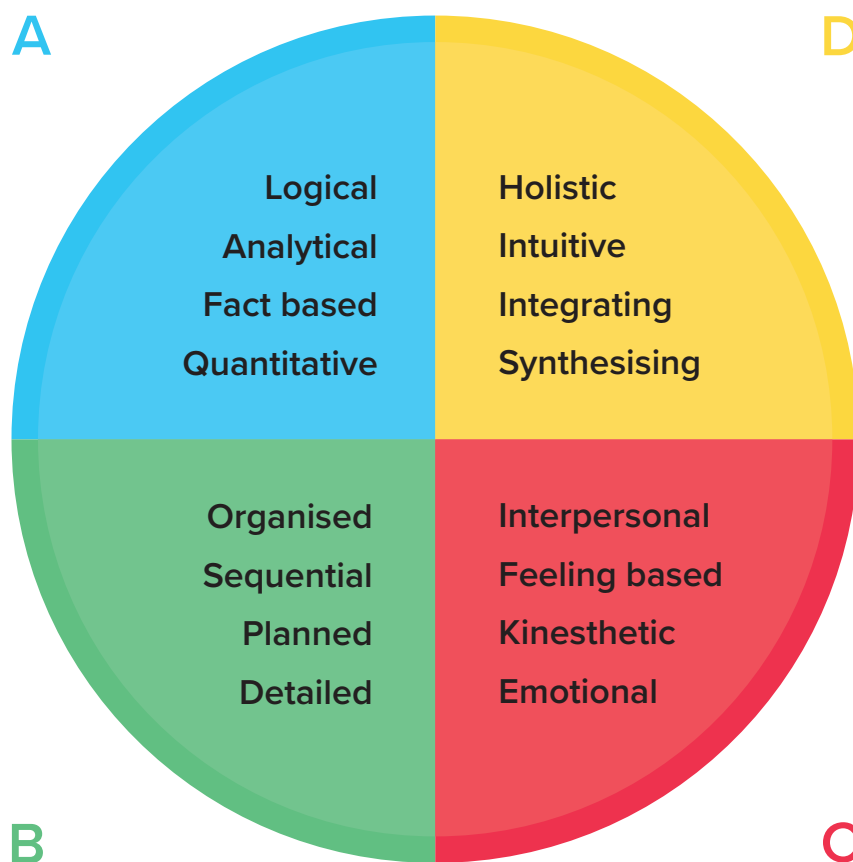 A
D
Logical
Analytical
Fact based
Quantitative
Holistic
Intuitive
Integrating
Synthesising
Organised
Sequential
Planned
Detailed
Interpersonal
Feeling based
Kinesthetic
Emotional
B
C